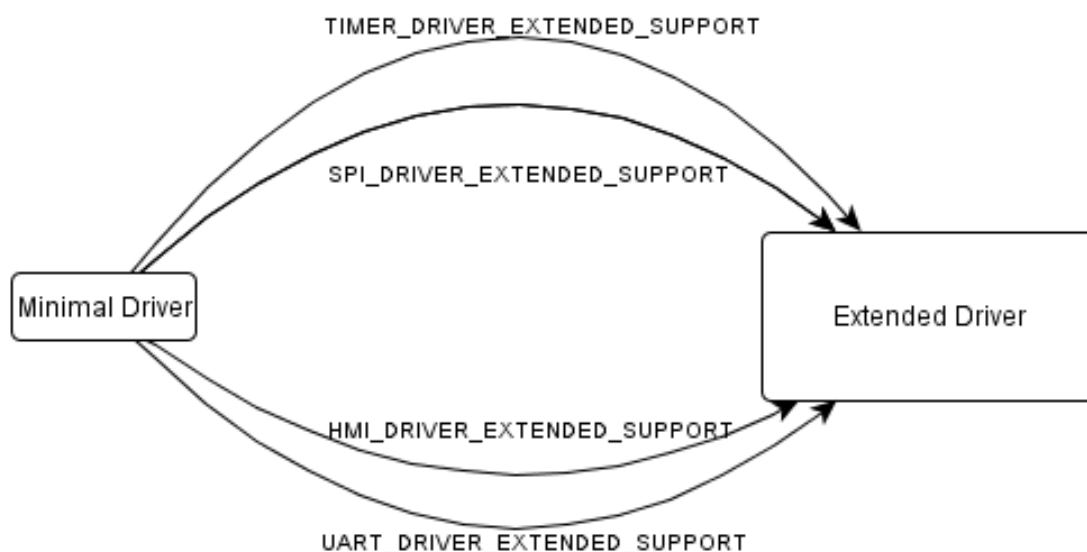 TIMER_DRIVER_EXTENDED_SUPPORT
SPI_DRIVER_EXTENDED_SUPPORT
Minimal Driver
Extended Driver
HMI_DRIVER_EXTENDED_SUPPORT
UART_DRIVER_EXTENDED_SUPPORT